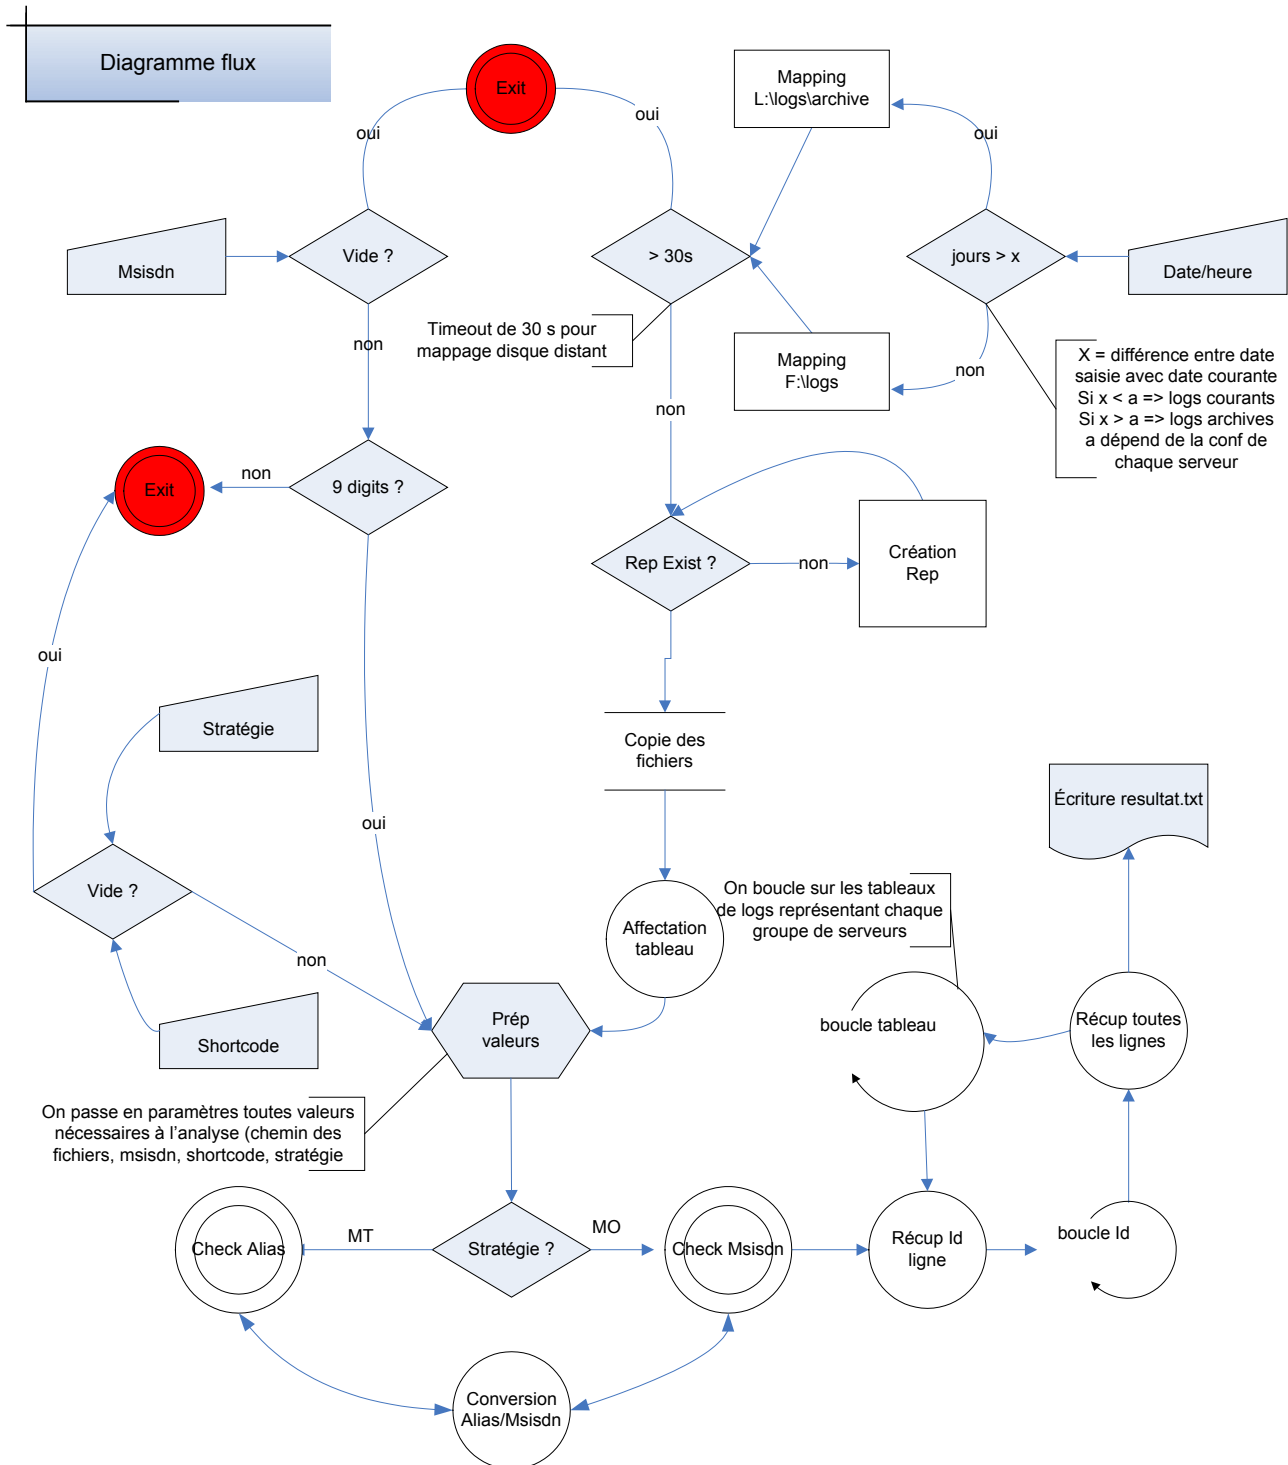 Diagramme flux
Exit
Mapping
L:\logs\archive
oui
oui
oui
Msisdn
Vide ?
> 30s
jours > x
Date/heure
Timeout de 30 s pour
mappage disque distant
non
Mapping
F:\logs
non
X = différence entre date
saisie avec date courante
Si x < a => logs courants
Si x > a => logs archives
a dépend de la conf de
chaque serveur
non
Exit
non
9 digits ?
Rep Exist ?
non
Création
Rep
oui
Stratégie
Copie des
fichiers
Écriture resultat.txt
oui
Vide ?
On boucle sur les tableaux
de logs représentant chaque
groupe de serveurs
Affectation
tableau
non
Prép
valeurs
boucle tableau
Récup toutes
les lignes
Shortcode
On passe en paramètres toutes valeurs
nécessaires à l'analyse (chemin des
fichiers, msisdn, shortcode, stratégie
Check Alias
MT
Stratégie ?
MO
Check Msisdn
Récup Id
ligne
boucle Id
Conversion
Alias/Msisdn